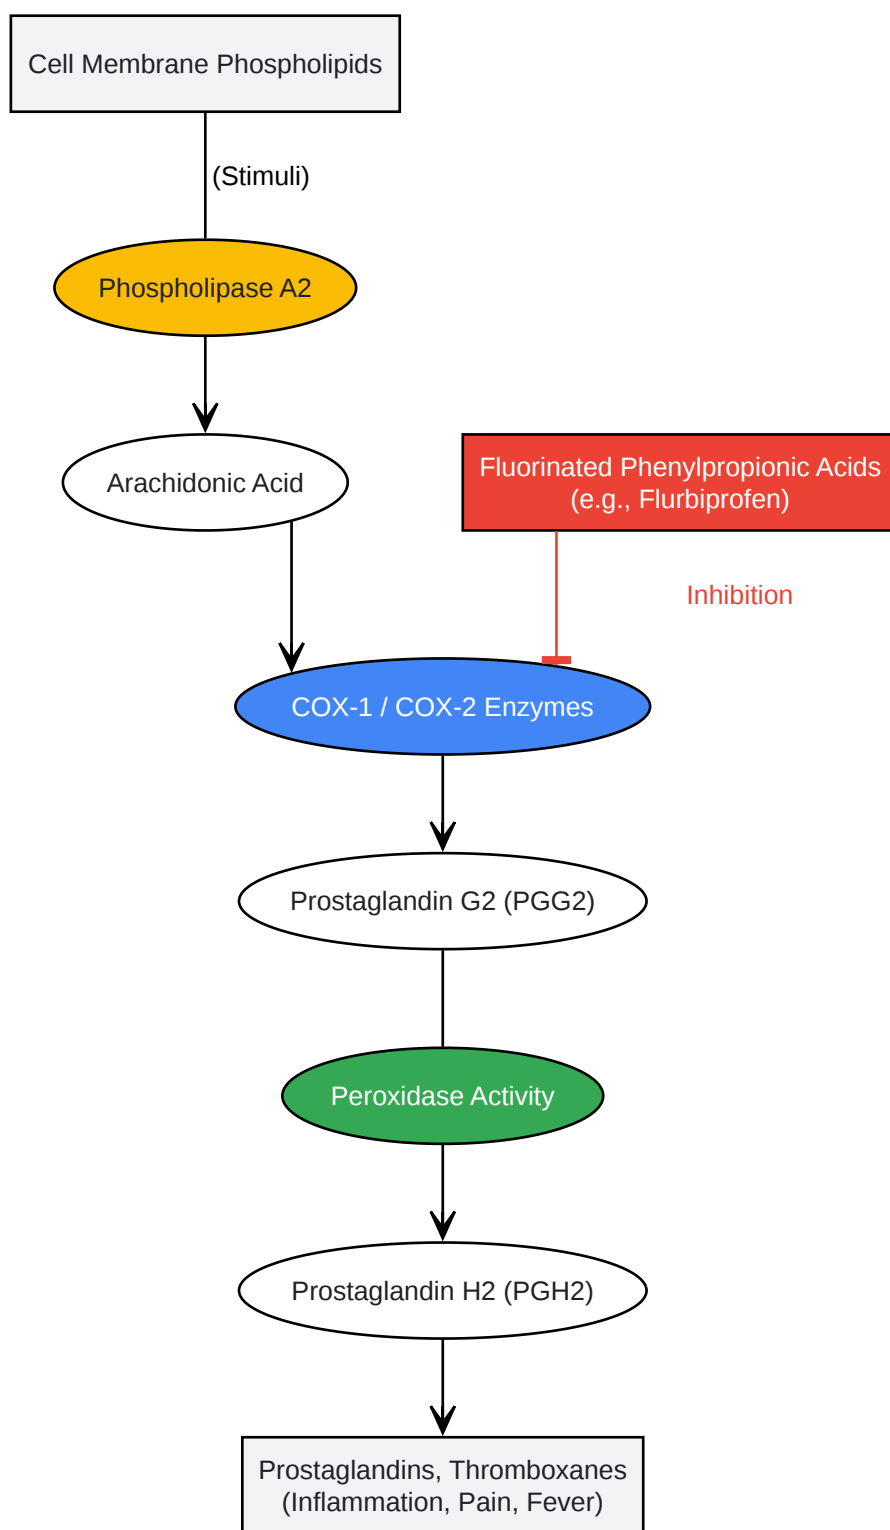 Cell Membrane Phospholipids
(Stimuli)
Phospholipase A2
Arachidonic Acid
Fluorinated Phenylpropionic Acids
(e.g., Flurbiprofen)
Inhibition
COX-1 / COX-2 Enzymes
Prostaglandin G2 (PGG2)
Peroxidase Activity
Prostaglandin H2 (PGH2)
Prostaglandins, Thromboxanes
(Inflammation, Pain, Fever)